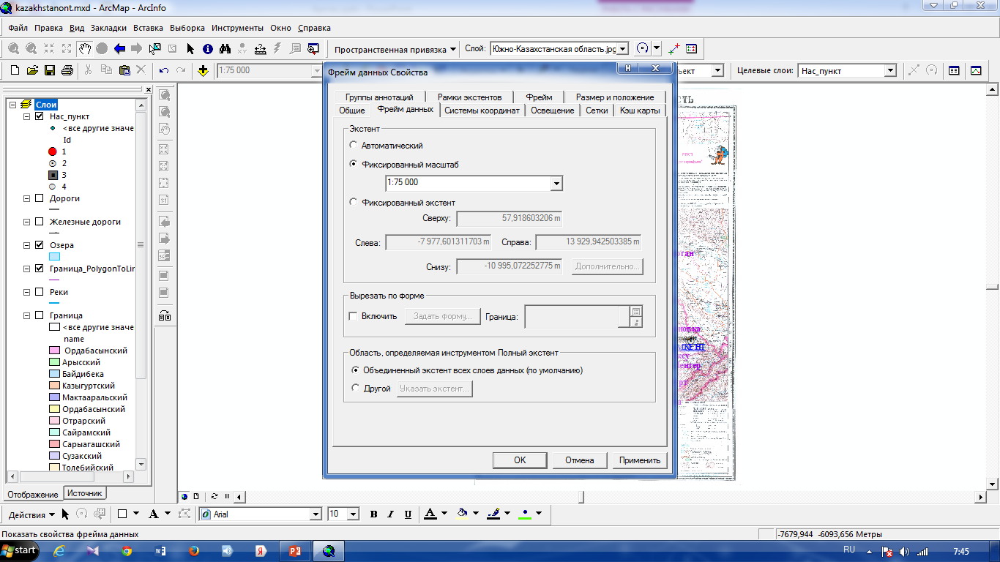 kazakhstanont.mxd - ArcMap - ArcInfo
Файл Правка Вид Закладки Вставка Выборка Инструменты Окно Справка
Пространственная привязка Слой: Южно-Казахстанская область.jpg
1:75 000 Целевые слои: Нас_пункт
Фрейм данных Свойства
Группы аннотаций Рамки экстентов Фрейм Размер и положение
Общие Фрейм данных Системы координат Освещение Сетки Кэш карты
Экстент
Автоматический
Фиксированный масштаб
1:75 000
Фиксированный экстент
Сверху: 57,918603206 m
Слева: -7 977,601311703 m Справа: 13 929,942503385 m
Снизу: -10 995,072252775 m Дополнительно...
Вырезать по форме
Включить Задать форму... Граница:
Область, определяемая инструментом Полный экстент
Объединенный экстент всех слоев данных (по умолчанию)
Другой Указать экстент...
OK Отмена Применить
Слои
Нас_пункт
<все другие значе
Id
1
2
3
4
Дороги
Железные дороги
Озера
Граница_PolygonToLir
Реки
Граница
<все другие значе
name
Ордабасынский
Арысский
Байдибека
Казыгуртский
Мактааральский
Ордабасынский
Отрарский
Сайрамский
Сарыагашский
Сузакский
Толебийский
Отображение Источник
Действия A Arial 10 B I U A
Показать свойства фрейма данных -7679,944 -6093,656 Метры
start RU 7:45